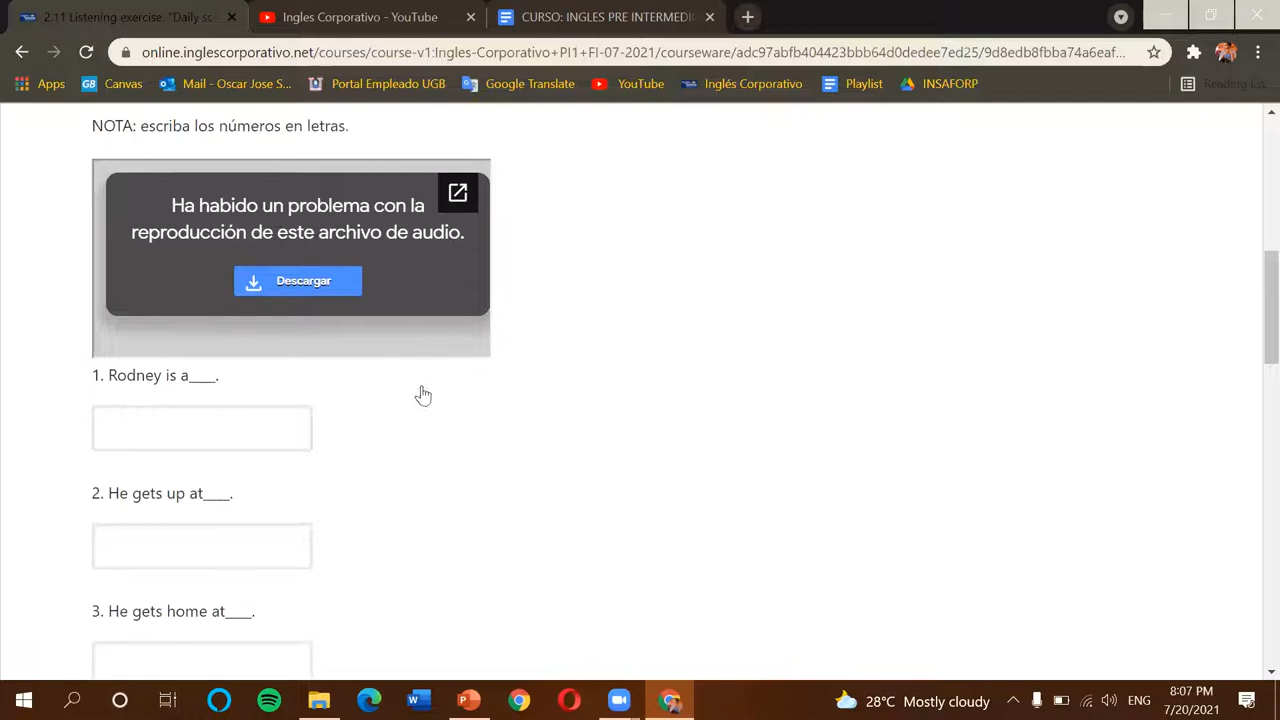 2.11 Listening exercise. "Daily sc
Ingles Corporativo - YouTube
CURSO: INGLES PRE INTERMEDI
online.inglescorporativo.net/courses/course-v1:Ingles-Corporativo+PI1+FI-07-2021/courseware/adc97abfb404423bbb64d0dedee7ed25/9d8edb8fbba74a6eaf...
Apps
Canvas
Mail - Oscar Jose S...
Portal Empleado UGB
Google Translate
YouTube
Inglés Corporativo
Playlist
INSAFORP
Reading List
NOTA: escriba los números en letras.
Ha habido un problema con la
reproducción de este archivo de audio.
Descargar
1. Rodney is a____.
2. He gets up at____.
3. He gets home at____.
28°C Mostly cloudy
ENG
8:07 PM
7/20/2021